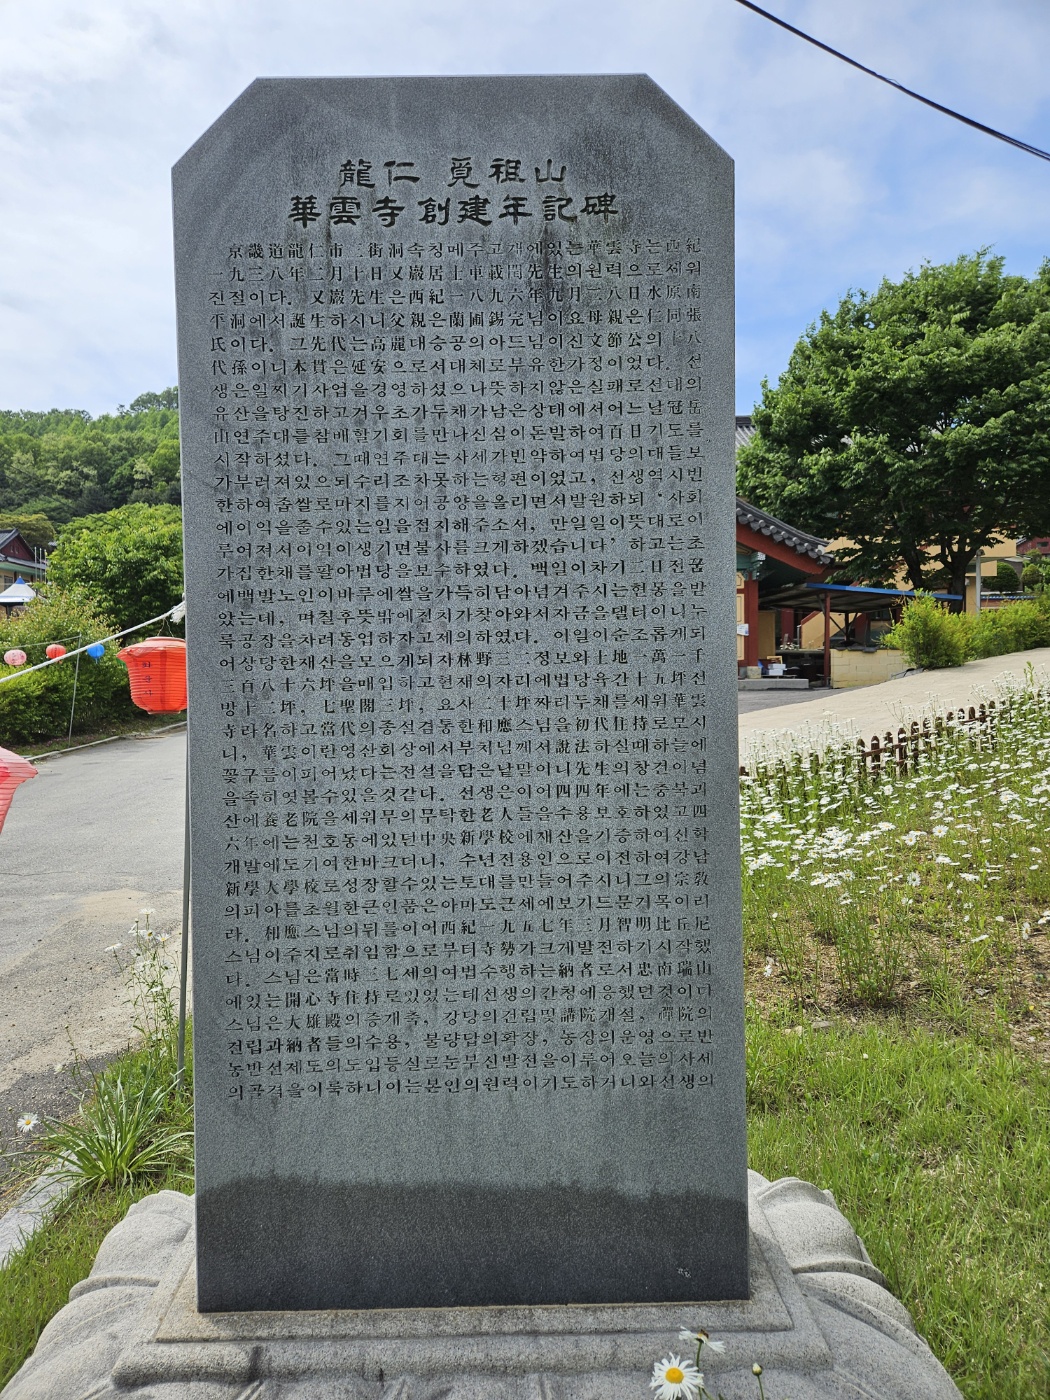 龍仁 覓祖山
華雲寺創建年記碑
京畿道龍仁市三街洞속칭메주고개에있는華雲寺는西紀
一九三八年二月十日又巖居士車載閏先生의원력으로세워
진절이다. 又巖先生은西紀一八九六年九月二八日水原南
平洞에서誕生하시니父親은蘭圃錫完님이요母親은仁同張
氏이다. 그先代는高麗대승공의아드님이신文節公의十八
代孫이니本貫은延安으로서대체로부유한가정이었다. 선
생은일찌기사업을경영하셨으나뜻하지않은실패로선대의
유산을탕진하고겨우초가두채가남은상태에서어느날冠岳
山연주대를참배할기회를만나신심이돈발하여百日기도를
시작하셨다. 그때연주대는사세가빈약하여법당의대들보
가부러져있으되수리조차못하는형편이었고, 선생역시빈
한하여좁쌀로마지를지어공양을올리면서발원하되 '사회
에이익을줄수있는일을점지해주소서, 만일일이뜻대로이
루어져서이익이생기면불사를크게하겠습니다' 하고는초
가집한채를팔아법당을보수하였다. 백일이차기二日전꿈
에백발노인이바루에쌀을가득히담아넘겨주시는현몽을받
았는데, 며칠후뜻밖에친지가찾아와서자금을댈터이니누
룩공장을차려동업하자고제의하였다. 이일이순조롭게되
어상당한재산을모으게되자林野三二정보와土地一萬一千
三百八十六坪을매입하고현재의자리에법당육간十五坪선
방十二坪, 七聖閣三坪, 요사二十坪짜리두채를세워華雲
寺라名하고當代의종선겸통한和應스님을初代住持로모시
니, 華雲이란영산회상에서부처님께서說法하실때하늘에
꽃구름이피어났다는전설을담은낱말이니先生의창건이념
을족히엿볼수있을것같다. 선생은이어四四年에는중부괴
산에養老院을세워무의무탁한老人들을수용보호하였고四
六年에는천호동에있던中央新學校에재산을기증하여신학
개발에도기여한바크더니, 수년전용인으로이전하여강남
新學大學校로성장할수있는토대를만들어주시니그의宗敎
의피아를초월한큰인품은아마도근세에보기드문거목이리
라. 和應스님의뒤를이어西紀一九五七年三月智明比丘尼
스님이주지로취임함으로부터寺勢가크게발전하기시작했
다. 스님은當時二七세의여법수행하는納者로서忠南瑞山
에있는開心寺住持로있었는데선생의간청에응했던것이다
스님은大雄殿의증개축, 강당의건립및講院개설, 禪院의
건립과納者들의수용, 불량답의확장, 농장의운영으로반
농반선제도의도입등실로눈부신발전을이루어오늘의사세
의골격을이룩하니이는본인의원력이기도하거니와선생의